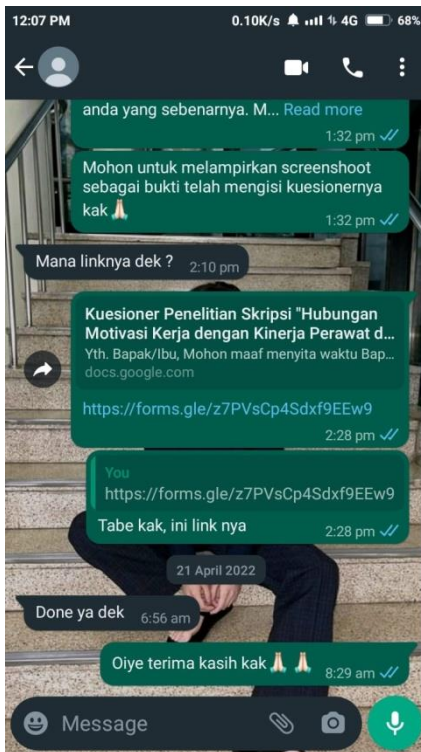 12:07 PM
0.10K/s 4G 68%
anda yang sebenarnya. M... Read more
1:32 pm
Mohon untuk melampirkan screenshoot
sebagai bukti telah mengisi kuesionernya
kak🙏🏻
1:32 pm
Mana linknya dek ?
2:10 pm
Kuesioner Penelitian Skripsi "Hubungan
Motivasi Kerja dengan Kinerja Perawat d...
Yth. Bapak/Ibu, Mohon maaf menyita waktu Bap...
docs.google.com
https://forms.gle/z7PVsCp4Sdxf9EEw9
2:28 pm
You
https://forms.gle/z7PVsCp4Sdxf9EEw9
Tabe kak, ini link nya
2:28 pm
21 April 2022
Done ya dek
6:56 am
Oiye terima kasih kak🙏🏻 🙏🏻
8:29 am
Message